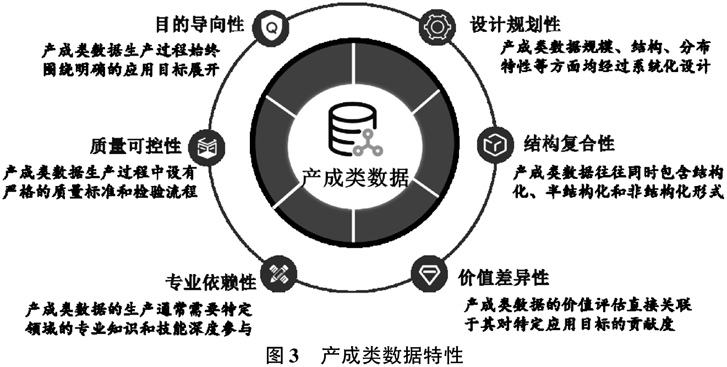 目的导向性
产成类数据生产过程始终
围绕明确的应用目标展开
设计规划性
产成类数据规模、结构、分布
特性等方面均经过系统化设计
质量可控性
产成类数据生产过程中设有
严格的质量标准和检验流程
产成类数据
结构复合性
产成类数据往往同时包含结构
化、半结构化和非结构化形式
专业依赖性
产成类数据的生产通常需要特定
领域的专业知识和技能深度参与
价值差异性
产成类数据的价值评估直接关联
于其对特定应用目标的贡献度
图3 产成类数据特性